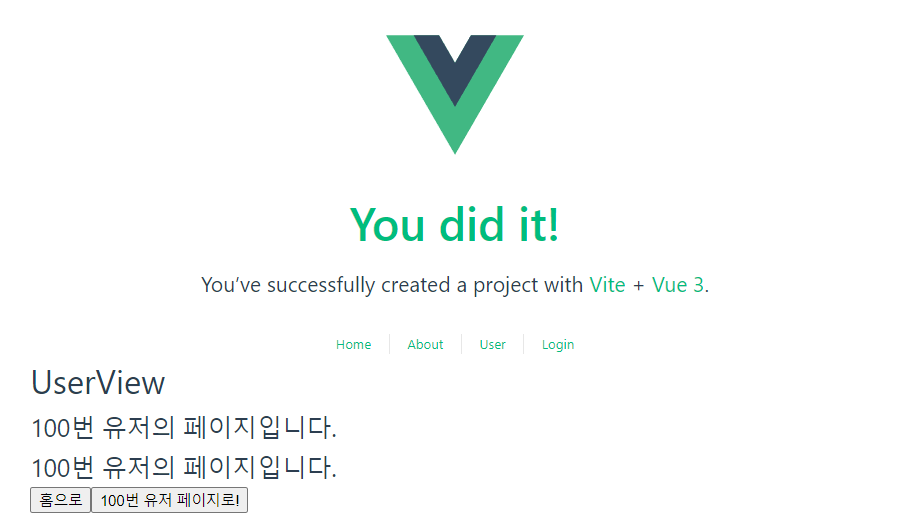 You did it!
You’ve successfully created a project with Vite + Vue 3.
Home About User Login
UserView
100번 유저의 페이지입니다.
100번 유저의 페이지입니다.
홈으로 100번 유저 페이지로!